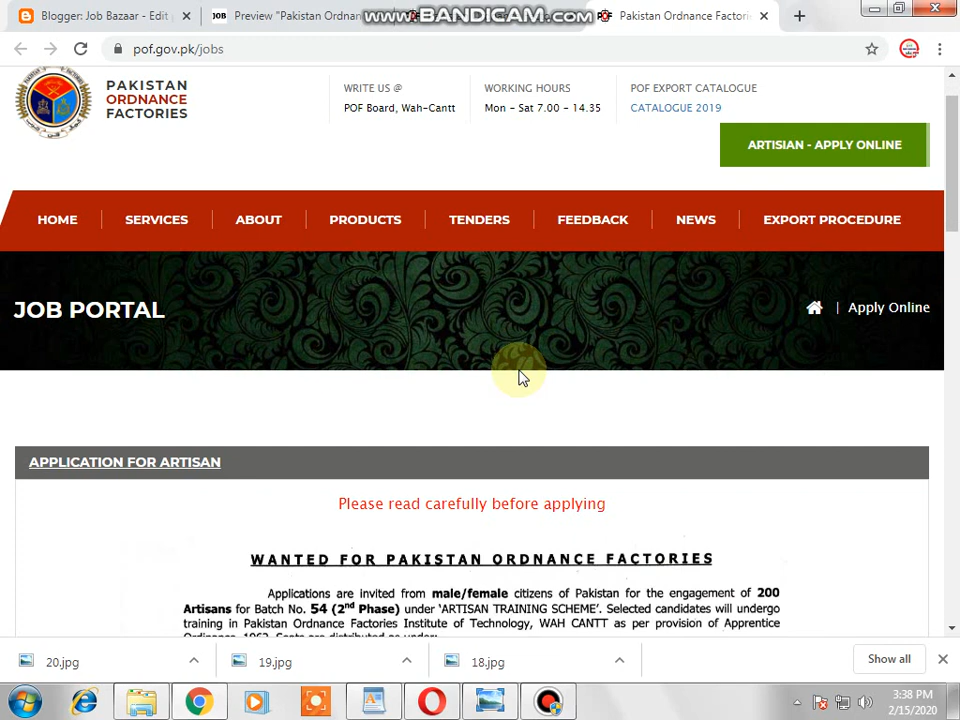 Blogger: Job Bazaar - Edit
JOB Preview "Pakistan Ordnan
WWW.BANDICAM.COM
Pakistan Ordnance Factorie
pof.gov.pk/jobs
PAKISTAN
ORDNANCE
FACTORIES
WRITE US @
POF Board, Wah-Cantt
WORKING HOURS
Mon - Sat 7.00 - 14.35
POF EXPORT CATALOGUE
CATALOGUE 2019
ARTISIAN - APPLY ONLINE
HOME
SERVICES
ABOUT
PRODUCTS
TENDERS
FEEDBACK
NEWS
EXPORT PROCEDURE
JOB PORTAL
| Apply Online
APPLICATION FOR ARTISAN
Please read carefully before applying
WANTED FOR PAKISTAN ORDNANCE FACTORIES
Applications are invited from male/female citizens of Pakistan for the engagement of 200
Artisans for Batch No. 54 (2nd Phase) under 'ARTISAN TRAINING SCHEME'. Selected candidates will undergo
training in Pakistan Ordnance Factories Institute of Technology, WAH CANTT as per provision of Apprentice
20.jpg
19.jpg
18.jpg
Show all
3:38 PM
2/15/2020